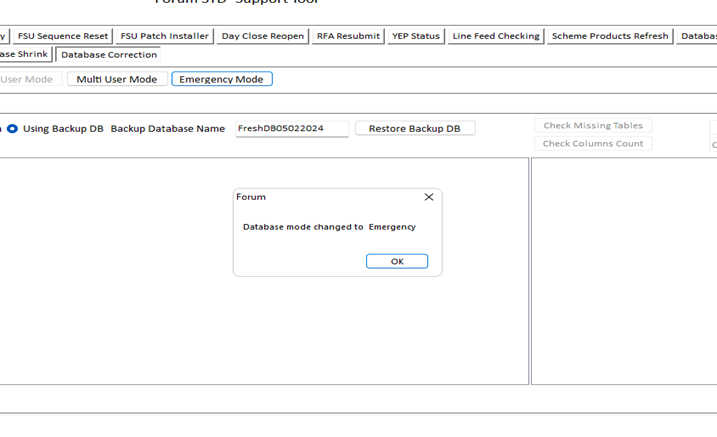 Forum STD Support Tool
y FSU Sequence Reset FSU Patch Installer Day Close Reopen RFA Resubmit YEP Status Line Feed Checking Scheme Products Refresh Databas
ase Shrink Database Correction
User Mode Multi User Mode Emergency Mode
Using Backup DB Backup Database Name FreshDB05022024 Restore Backup DB
Check Missing Tables
Check Columns Count
Forum
Database mode changed to Emergency
OK